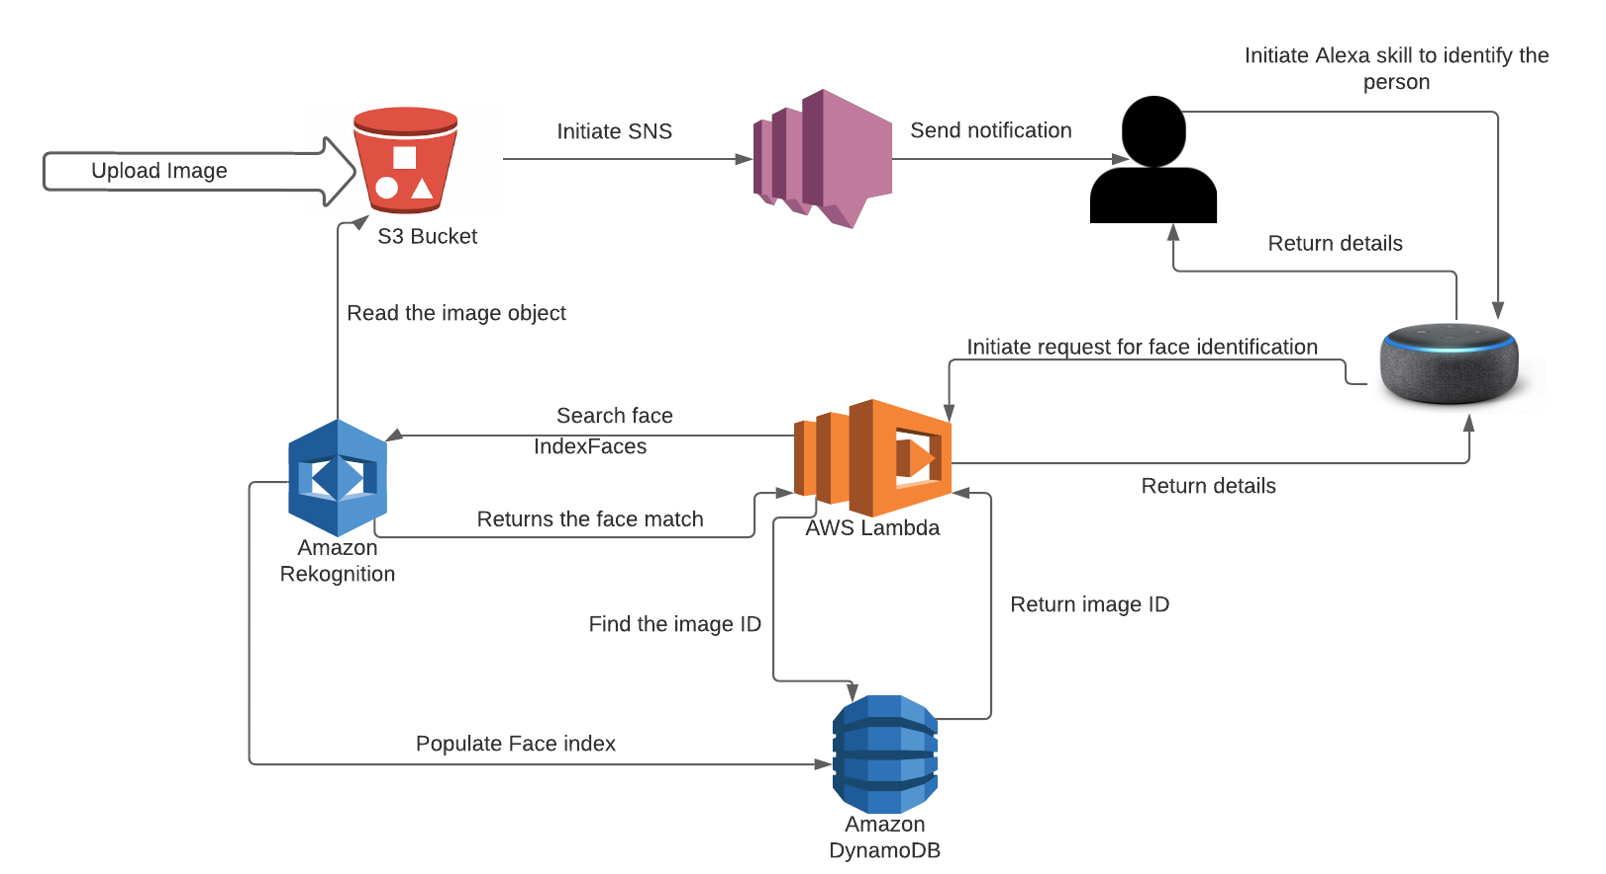 Initiate Alexa skill to identify the
person
Upload Image
Initiate SNS
Send notification
S3 Bucket
Return details
Read the image object
Initiate request for face identification
Search face
IndexFaces
Return details
Returns the face match
AWS Lambda
Amazon
Rekognition
Find the image ID
Return image ID
Populate Face index
Amazon
DynamoDB